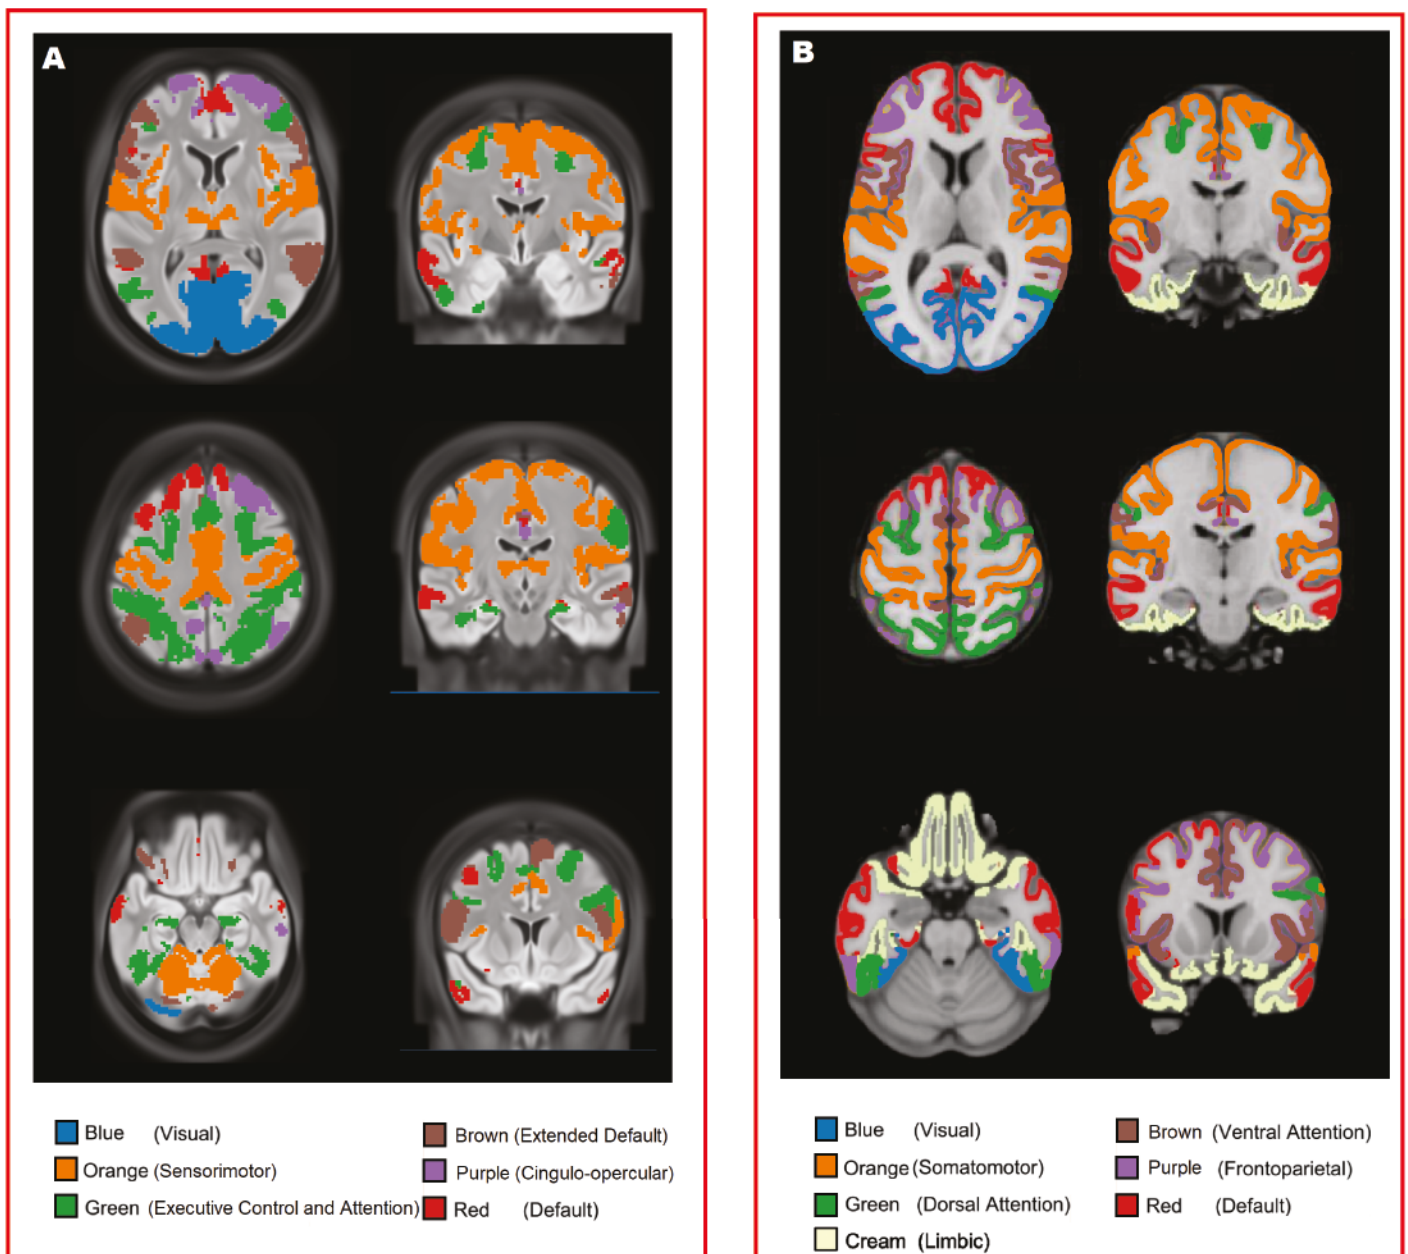 A
B
Blue (Visual)
Orange (Sensorimotor)
Green (Executive Control and Attention)
Brown (Extended Default)
Purple (Cingulo-opercular)
Red (Default)
Blue (Visual)
Orange (Somatomotor)
Green (Dorsal Attention)
Cream (Limbic)
Brown (Ventral Attention)
Purple (Frontoparietal)
Red (Default)